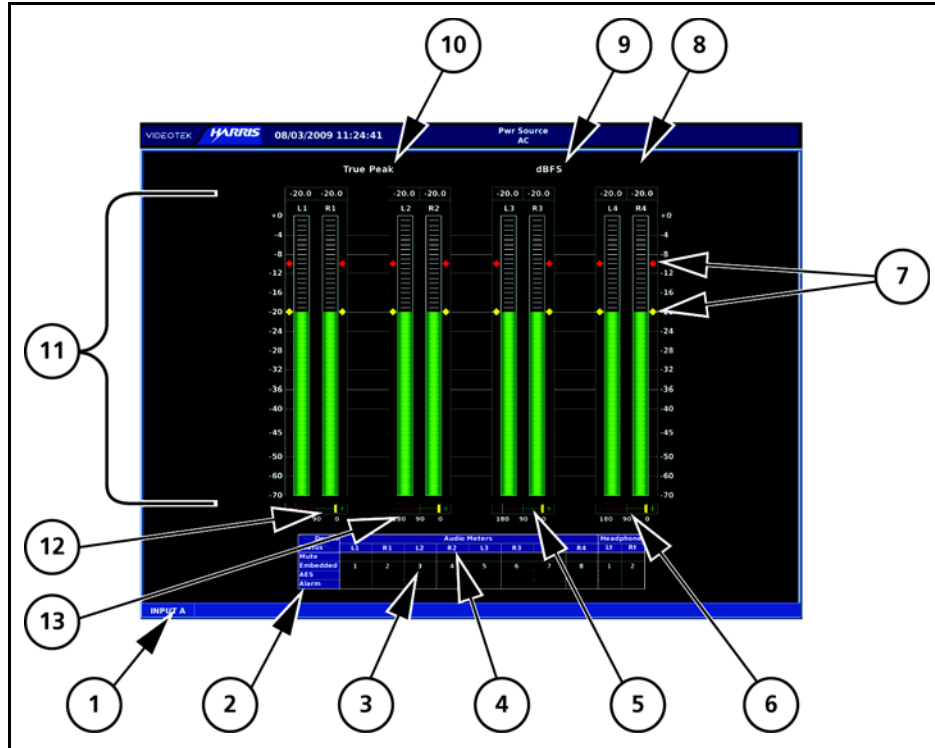 10
9
8
VIDEOTEK HARRIS 08/03/2009 11:24:41 Pwr Source
AC
True Peak dBFS
-20.0 -20.0 -20.0 -20.0 -20.0 -20.0 -20.0 -20.0
L1 R1 L2 R2 L3 R3 L4 R4
+0 +0
-4 -4
-8
-12 -12
-16 -16
-20
-24 -24
-28 -28
-32 -32
-36 -36
-40 -40
-45 -45
-50 -50
-60 -60
-70 -70
7
11
90 0 90 0 180 90 180 90 0
Audio Meters Headphone
L1 R1 L2 R2 L3 R3 R4 Lt Rt
Mute
Embedded 1 2 3 4 5 6 7 8 1 2
AES
Alarm
INPUT A
12
13
1
2
3
4
5
6